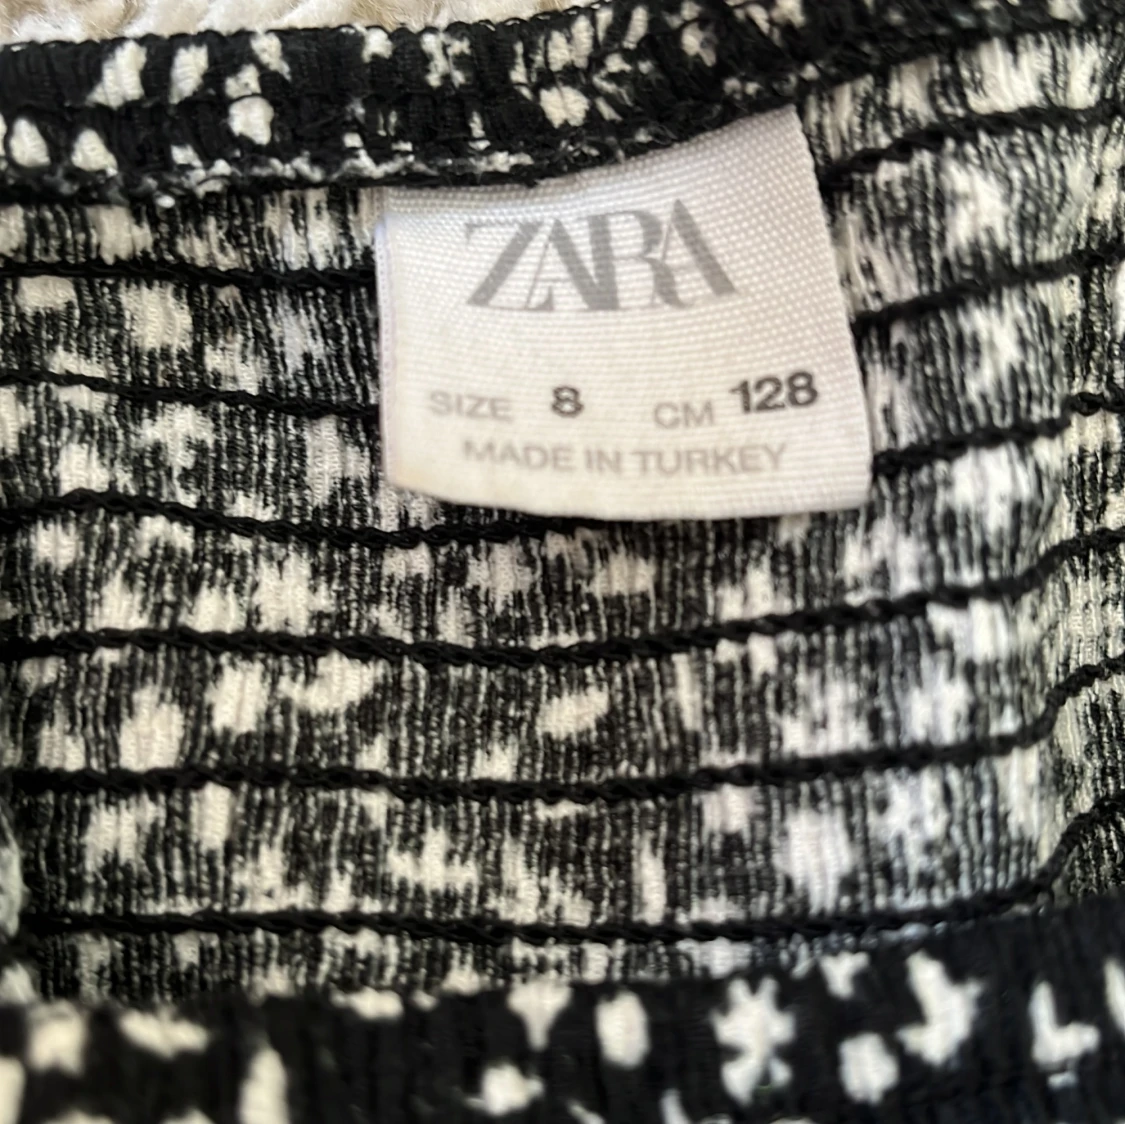 ZARA
SIZE 8 CM 128
MADE IN TURKEY